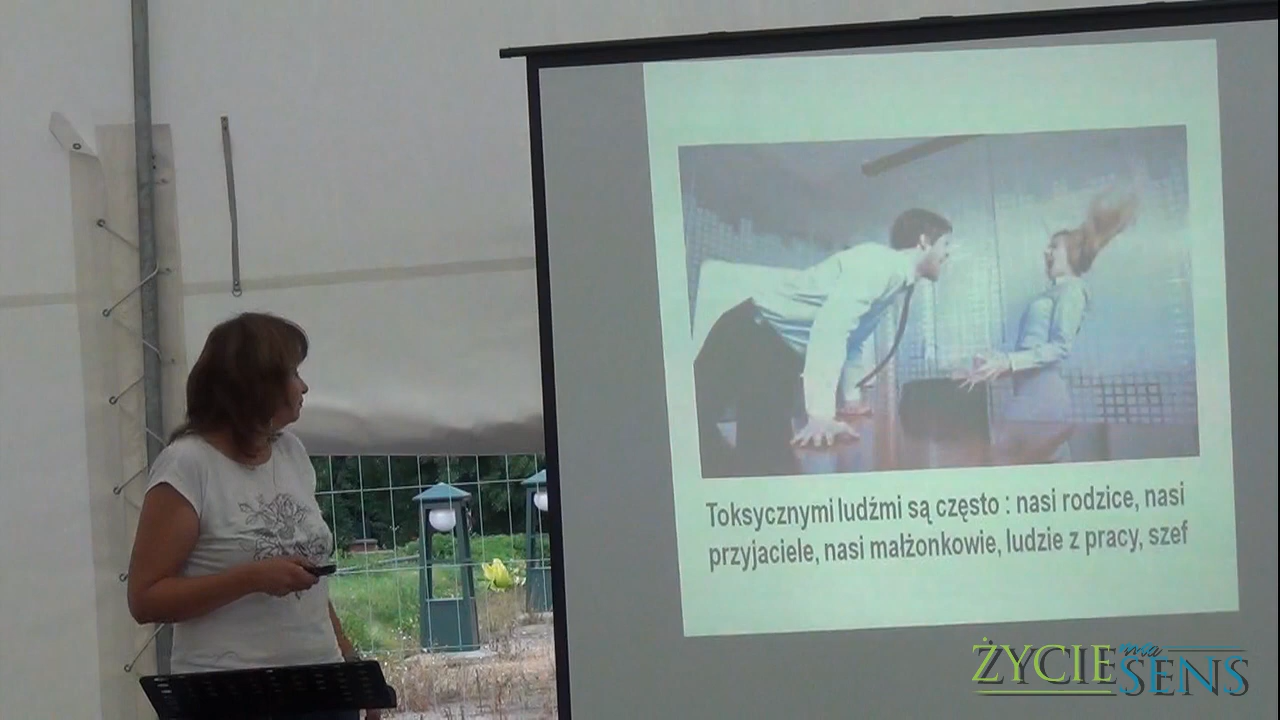 Toksycznymi ludźmi są często : nasi rodzice, nasi
przyjaciele, nasi małżonkowie, ludzie z pracy, szef
ŻYCIE ma SENS